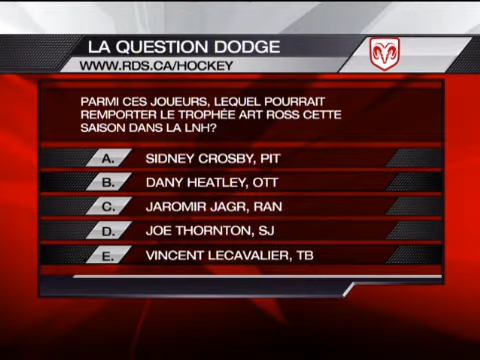 LA QUESTION DODGE
WWW.RDS.CA/HOCKEY
PARMI CES JOUEURS, LEQUEL POURRAIT
REMPORTER LE TROPHÉE ART ROSS CETTE
SAISON DANS LA LNH?
A. SIDNEY CROSBY, PIT
B. DANY HEATLEY, OTT
C. JAROMIR JAGR, RAN
D. JOE THORNTON, SJ
E. VINCENT LECAVALIER, TB